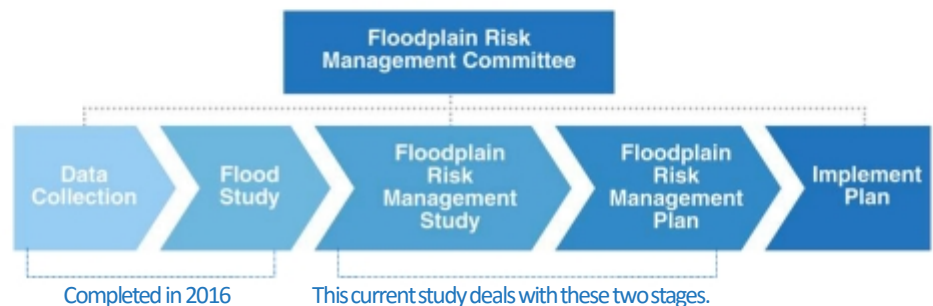 Floodplain Risk
Management Committee
Data
Collection
Flood
Study
Floodplain
Risk
Management
Study
Floodplain
Risk
Management
Plan
Implement
Plan
Completed in 2016
This current study deals with these two stages.